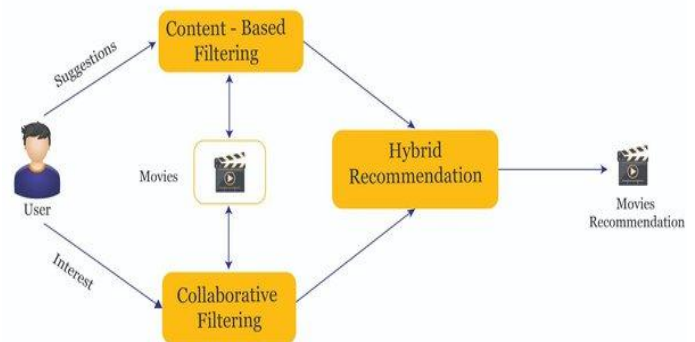 Content - Based
Filtering
Suggestions
Movies
User
Hybrid
Recommendation
Movies
Recommendation
Interest
Collaborative
Filtering